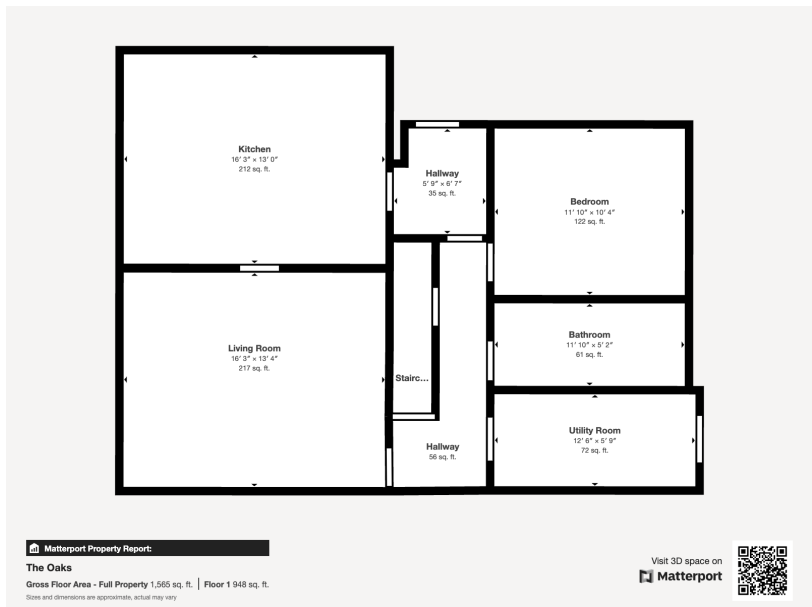 Kitchen
16' 3" × 13' 0"
212 sq. ft.
Hallway
5' 9" × 6' 7"
35 sq. ft.
Bedroom
11' 10" × 10' 4"
122 sq. ft.
Living Room
16' 3" × 13' 4"
217 sq. ft.
Stairc...
Bathroom
11' 10" × 5' 2"
61 sq. ft.
Hallway
56 sq. ft.
Utility Room
12' 6" × 5' 9"
72 sq. ft.
Matterport Property Report:
The Oaks
Gross Floor Area - Full Property 1,565 sq. ft. | Floor 1 948 sq. ft.
Sizes and dimensions are approximate, actual may vary
Visit 3D space on
Matterport